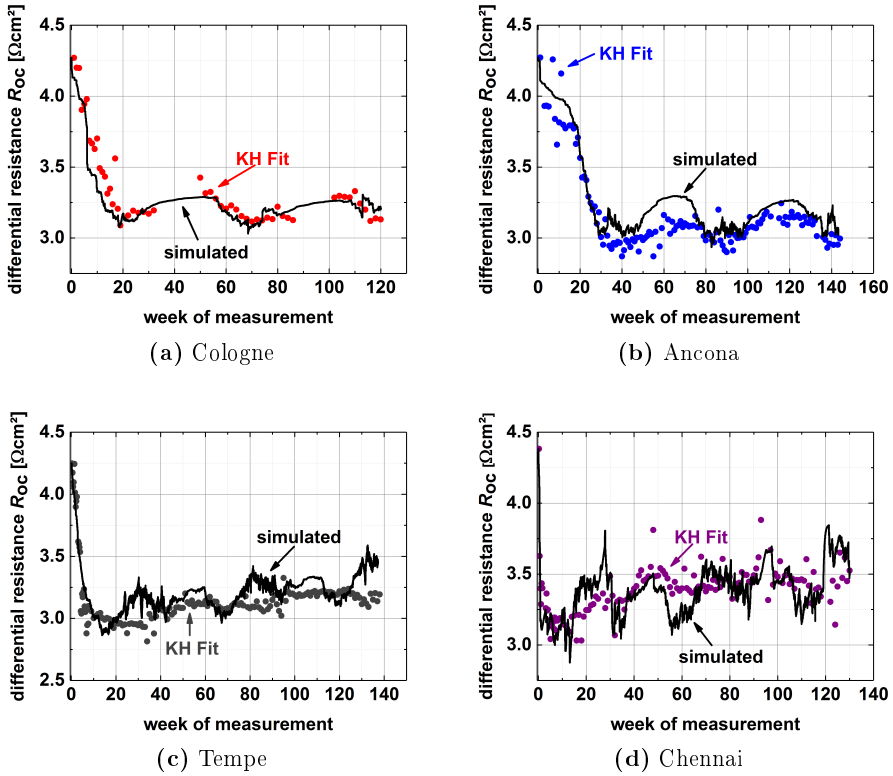 differential resistance ROC [Ωcm²]
4.5
4.0
3.5
3.0
KH Fit
simulated
0 20 40 60 80 100 120
week of measurement
(a) Cologne
differential resistance ROC [Ωcm²]
4.5
4.0
3.5
3.0
KH Fit
simulated
0 20 40 60 80 100 120 140 160
week of measurement
(b) Ancona
differential resistance ROC [Ωcm²]
4.5
4.0
3.5
3.0
2.5
simulated
KH Fit
0 20 40 60 80 100 120 140
week of measurement
(c) Tempe
differential resistance ROC [Ωcm²]
4.5
4.0
3.5
3.0
KH Fit
simulated
0 20 40 60 80 100 120 140
week of measurement
(d) Chennai